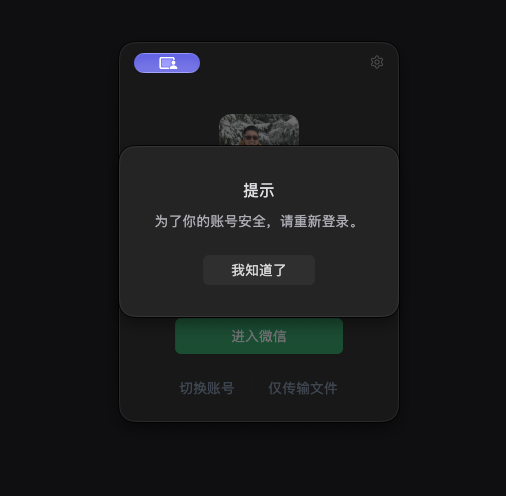 提示
为了你的账号安全，请重新登录。
我知道了
进入微信
切换账号
仅传输文件